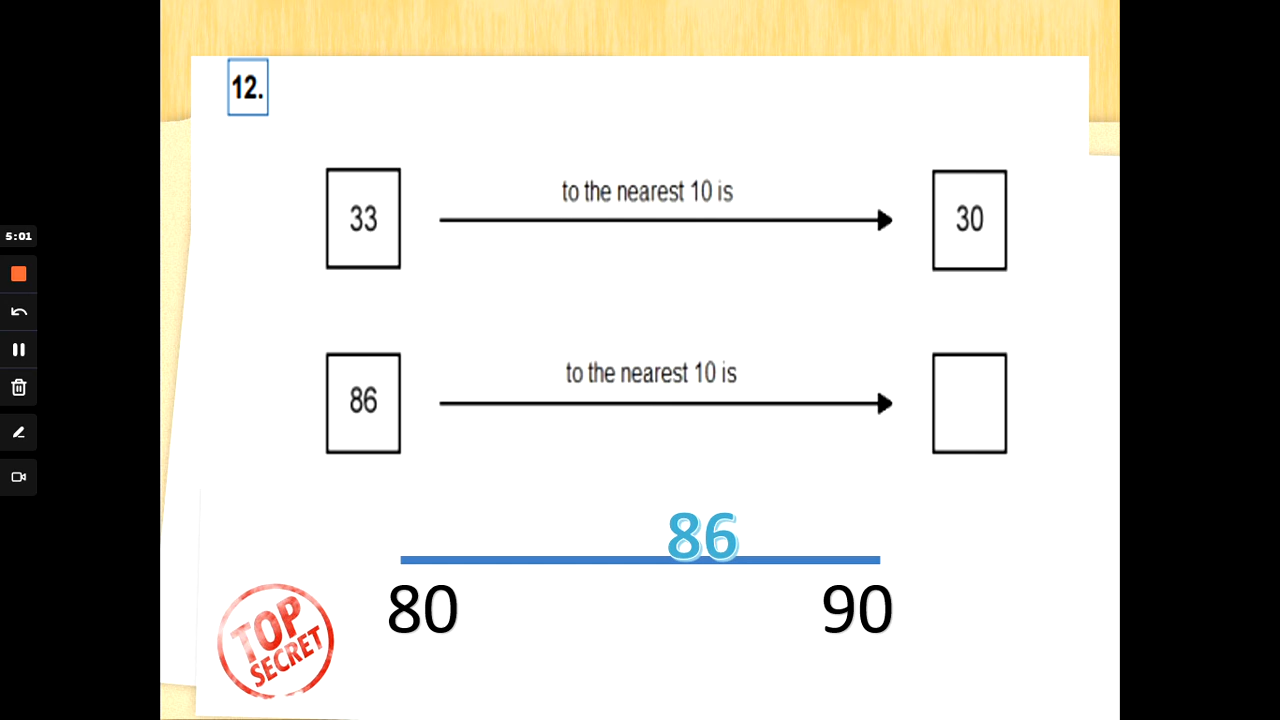 12.
to the nearest 10 is
33
30
5:01
to the nearest 10 is
86
86
80
90
TOP
SECRET